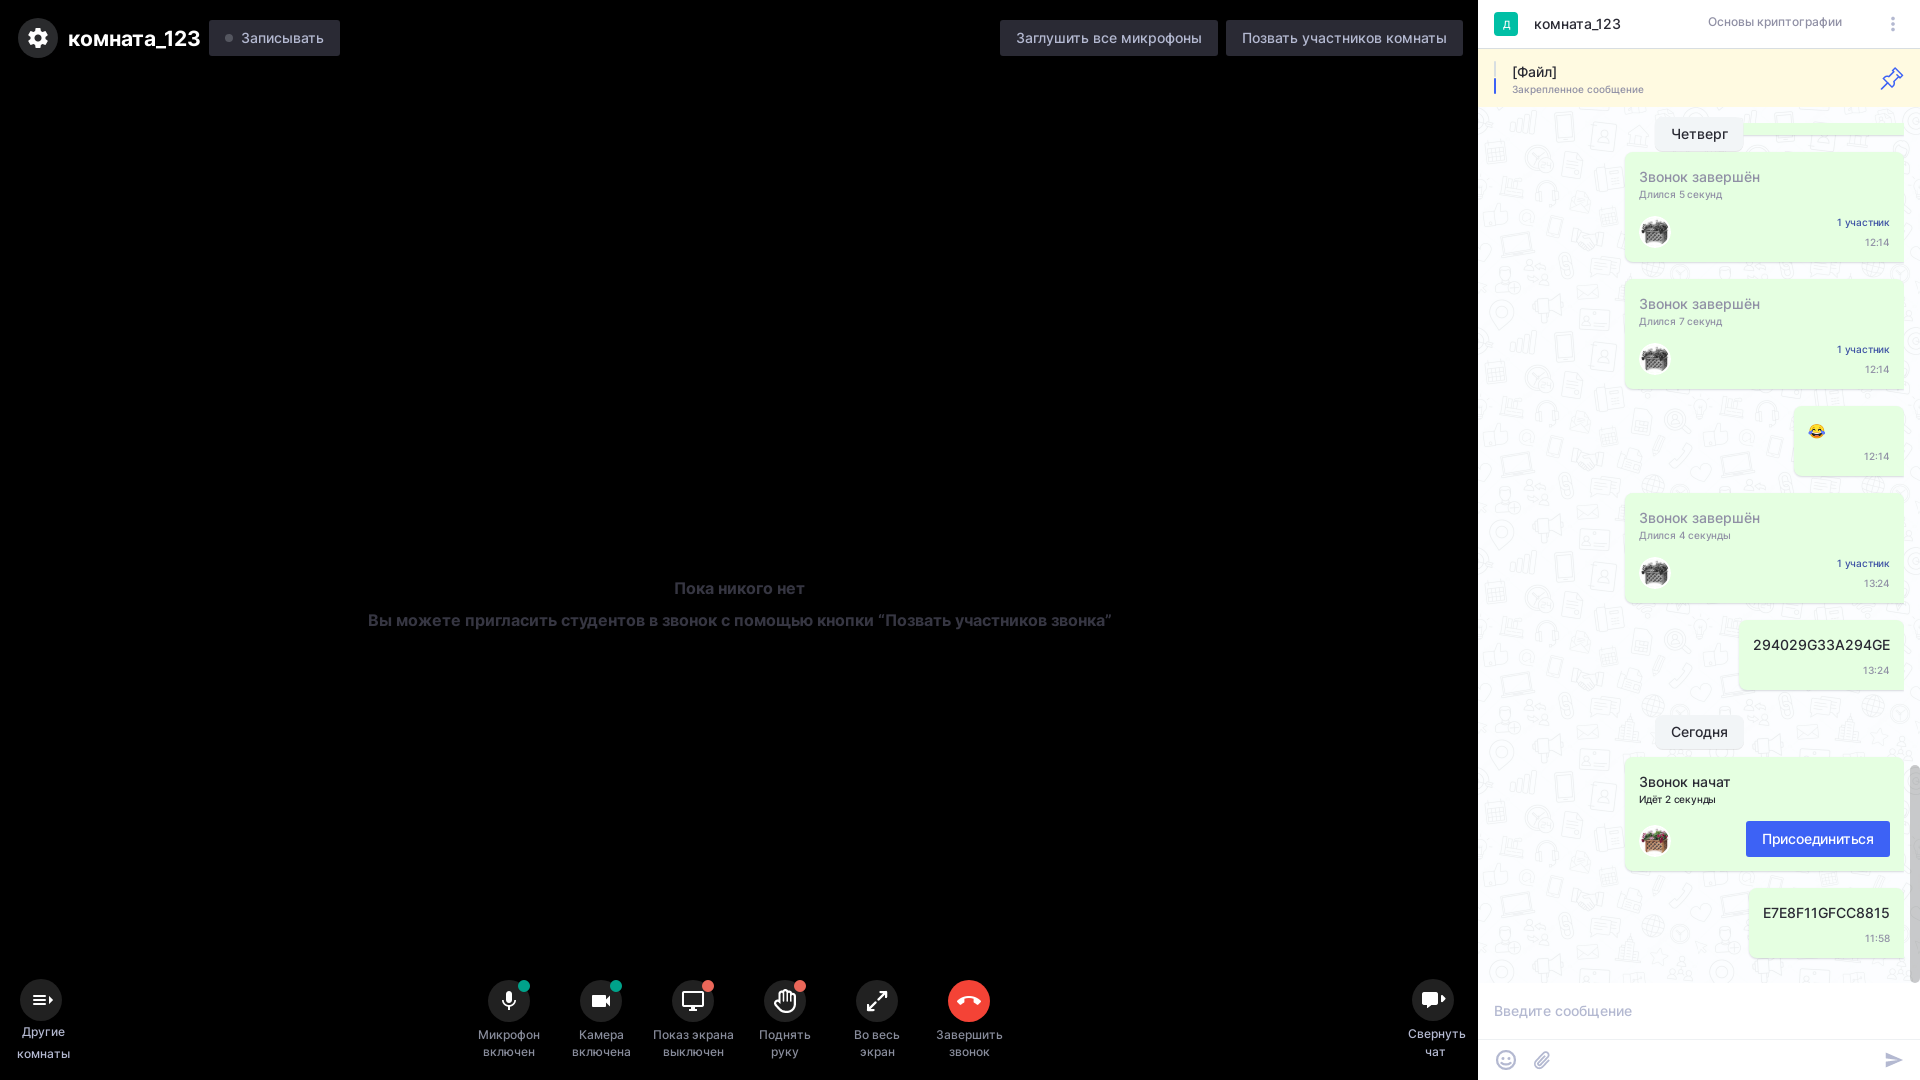 комната_123
Записывать
Заглушить все микрофоны
Позвать участников комнаты
Пока никого нет
Вы можете пригласить студентов в звонок с помощью кнопки “Позвать участников звонка”
Другие
комнаты
Микрофон
включен
Камера
включена
Показ экрана
выключен
Поднять
руку
Во весь
экран
Завершить
звонок
Свернуть
чат
Д
комната_123
Основы криптографии
[Файл]
Закрепленное сообщение
Четверг
Звонок завершён
Длился 5 секунд
1 участник
12:14
Звонок завершён
Длился 7 секунд
1 участник
12:14
😂
12:14
Звонок завершён
Длился 4 секунды
1 участник
13:24
294029G33A294GE
13:24
Сегодня
Звонок начат
Идёт 2 секунды
Присоединиться
E7E8F11GFCC8815
11:58
Введите сообщение